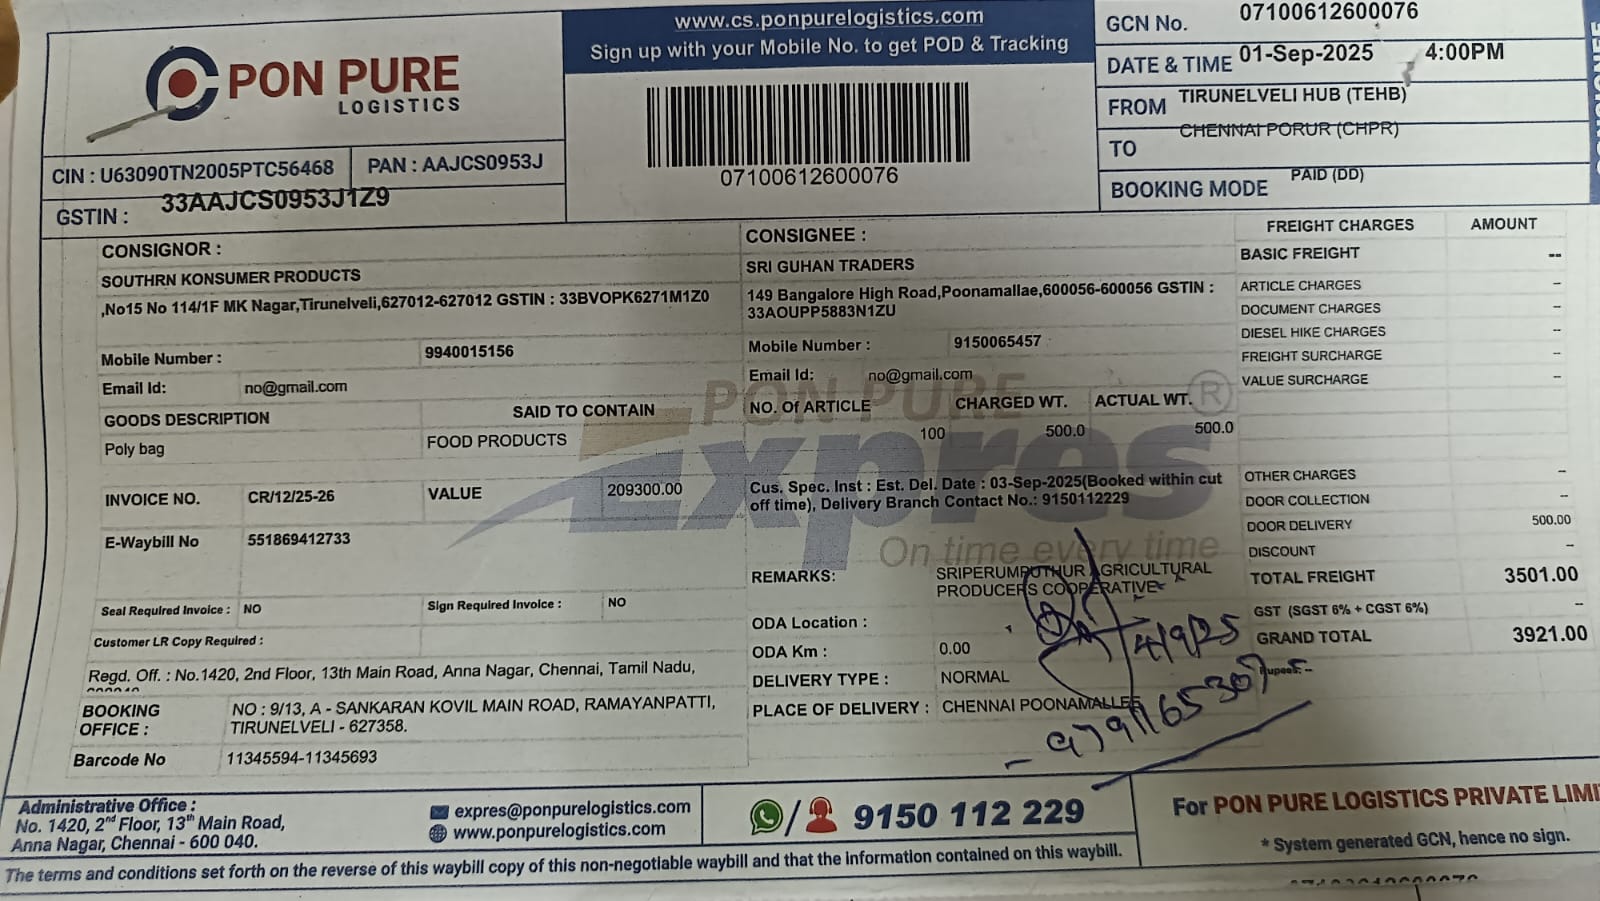 PON PURE
LOGISTICS
CIN : U63090TN2005PTC56468
PAN : AAJCS0953J
GSTIN : 33AAJCS0953J1Z9
www.cs.ponpurelogistics.com
Sign up with your Mobile No. to get POD & Tracking
07100612600076
GCN No. 07100612600076
DATE & TIME 01-Sep-2025 4:00PM
FROM TIRUNELVELI HUB (TEHB)
TO CHENNAI PORUR (CHPR)
BOOKING MODE PAID (DD)
CONSIGNOR :
SOUTHRN KONSUMER PRODUCTS
,No15 No 114/1F MK Nagar,Tirunelveli,627012-627012 GSTIN : 33BVOPK6271M1Z0
Mobile Number : 9940015156
Email Id: no@gmail.com
CONSIGNEE :
SRI GUHAN TRADERS
149 Bangalore High Road,Poonamallae,600056-600056 GSTIN :
33AOUPP5883N1ZU
Mobile Number : 9150065457
Email Id: no@gmail.com
GOODS DESCRIPTION SAID TO CONTAIN
Poly bag FOOD PRODUCTS
NO. Of ARTICLE CHARGED WT. ACTUAL WT.
100 500.0 500.0
PON PURE ®
Expres
On time every time
INVOICE NO. CR/12/25-26 VALUE 209300.00
E-Waybill No 551869412733
Cus. Spec. Inst : Est. Del. Date : 03-Sep-2025(Booked within cut
off time), Delivery Branch Contact No.: 9150112229
Seal Required Invoice : NO Sign Required Invoice : NO
Customer LR Copy Required :
REMARKS: SRIPERUMPUTHUR AGRICULTURAL
PRODUCERS COOPERATIVE
ODA Location :
ODA Km : 0.00
DELIVERY TYPE : NORMAL
PLACE OF DELIVERY : CHENNAI POONAMALLEE
4/9/25
9791165307
Regd. Off. : No.1420, 2nd Floor, 13th Main Road, Anna Nagar, Chennai, Tamil Nadu,
BOOKING OFFICE : NO : 9/13, A - SANKARAN KOVIL MAIN ROAD, RAMAYANPATTI,
TIRUNELVELI - 627358.
Barcode No 11345594-11345693
FREIGHT CHARGES AMOUNT
BASIC FREIGHT --
ARTICLE CHARGES --
DOCUMENT CHARGES --
DIESEL HIKE CHARGES --
FREIGHT SURCHARGE --
VALUE SURCHARGE --
OTHER CHARGES --
DOOR COLLECTION --
DOOR DELIVERY 500.00
DISCOUNT --
TOTAL FREIGHT 3501.00
GST (SGST 6% + CGST 6%) --
GRAND TOTAL 3921.00
Rupees:--
Administrative Office :
No. 1420, 2nd Floor, 13th Main Road,
Anna Nagar, Chennai - 600 040.
expres@ponpurelogistics.com
www.ponpurelogistics.com
/ 9150 112 229
For PON PURE LOGISTICS PRIVATE LIMI
* System generated GCN, hence no sign.
The terms and conditions set forth on the reverse of this waybill copy of this non-negotiable waybill and that the information contained on this waybill.